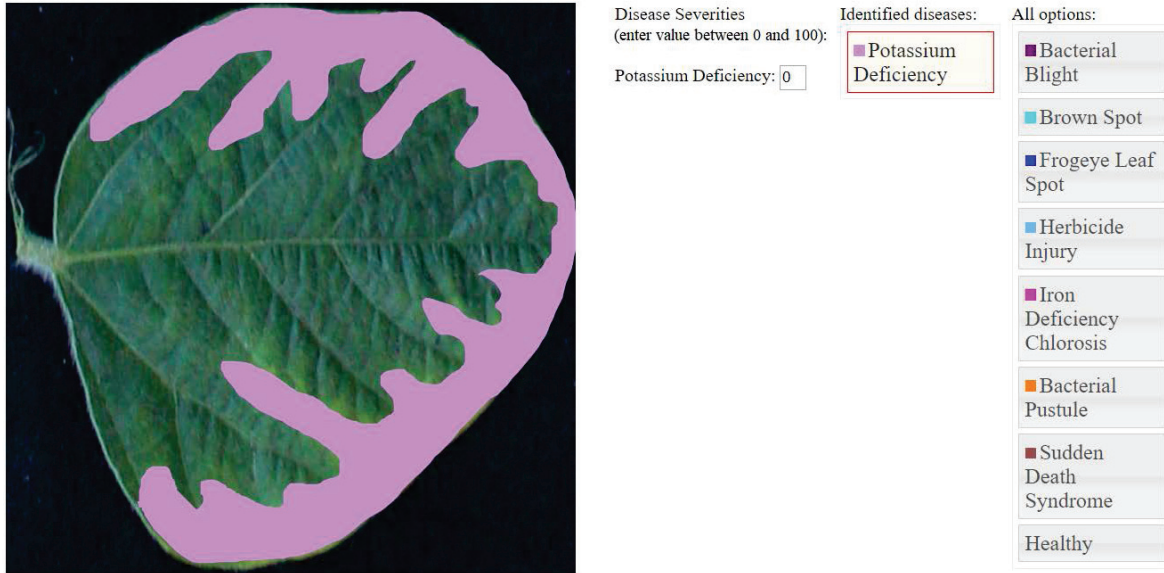 Disease Severities
(enter value between 0 and 100):
Potassium Deficiency: 0
Identified diseases:
Potassium
Deficiency
All options:
Bacterial
Blight
Brown Spot
Frogeye Leaf
Spot
Herbicide
Injury
Iron
Deficiency
Chlorosis
Bacterial
Pustule
Sudden
Death
Syndrome
Healthy